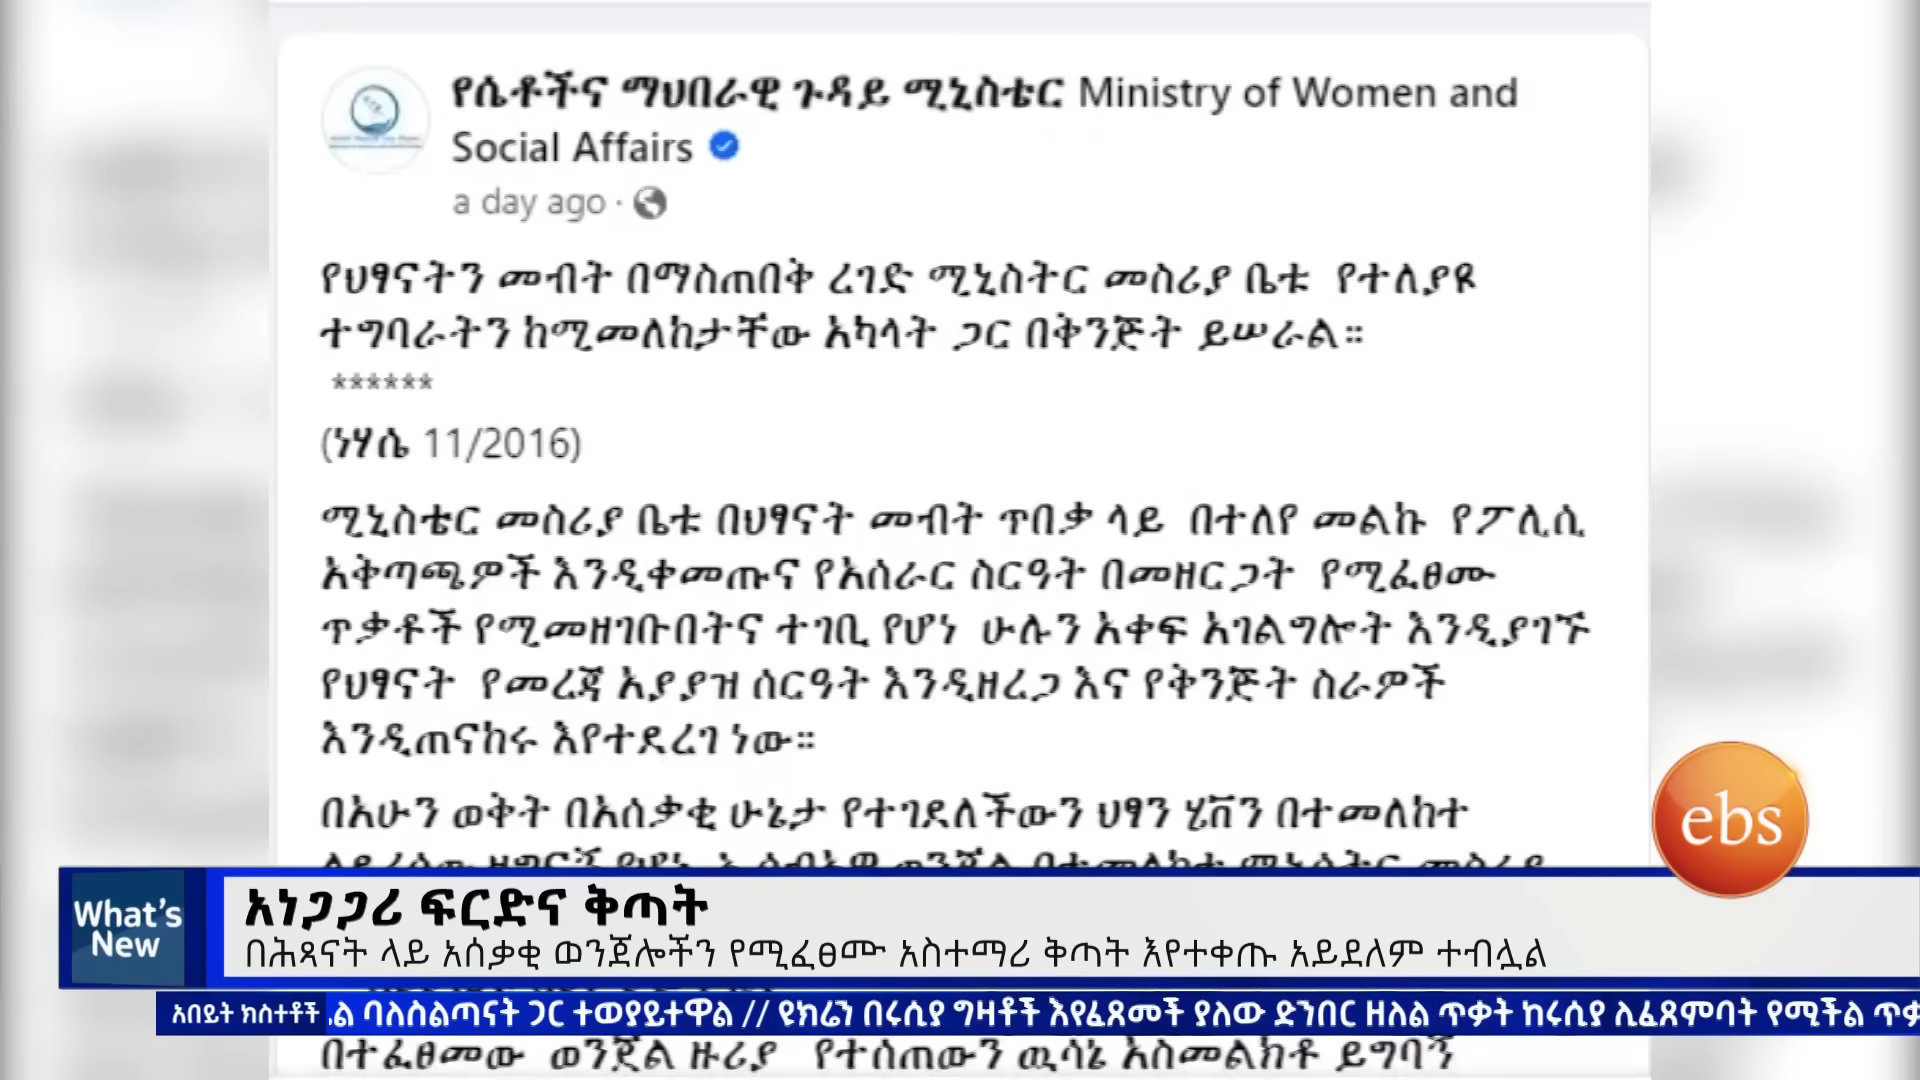 የሴቶችና ማህበራዊ ጉዳይ ሚኒስቴር Ministry of Women and
Social Affairs
a day ago ·
የህፃናትን መብት በማስጠበቅ ረገድ ሚኒስትር መስሪያ ቤቱ የተለያዩ
ተግባራትን ከሚመለከታቸው አካላት ጋር በቅንጅት ይሠራል።
******
(ነሃሴ 11/2016)
ሚኒስቴር መስሪያ ቤቱ በህፃናት መብት ጥበቃ ላይ በተለየ መልኩ የፖሊሲ
አቅጣጫዎች እንዲቀመጡና የአሰራር ስርዓት በመዘርጋት የሚፈፀሙ
ጥቃቶች የሚመዘገቡበትና ተገቢ የሆነ ሁሉን አቀፍ አገልግሎት እንዲያገኙ
የህፃናት የመረጃ አያያዝ ሰርዓት እንዲዘረጋ እና የቅንጅት ስራዎች
እንዲጠናከሩ እየተደረገ ነው።
በአሁን ወቅት በአሰቃቂ ሁኔታ የተገደለችውን ህፃን ሄቨን በተመለከተ
ebs
What's
New
አነጋጋሪ ፍርድና ቅጣት
በሕጻናት ላይ አሰቃቂ ወንጀሎችን የሚፈፀሙ አስተማሪ ቅጣት እየተቀጡ አይደለም ተብሏል
አበይት ክስተቶች
ል ባለስልጣናት ጋር ተወያይተዋል // ዩክሬን በሩሲያ ግዛቶች እየፈጸመች ያለው ድንበር ዘለል ጥቃት ከሩሲያ ሊፈጸምባት የሚችል
በተፈፀመው ወንጀል ዙሪያ የተሰጠውን ዉሳኔ አስመልክቶ ይግባኝ